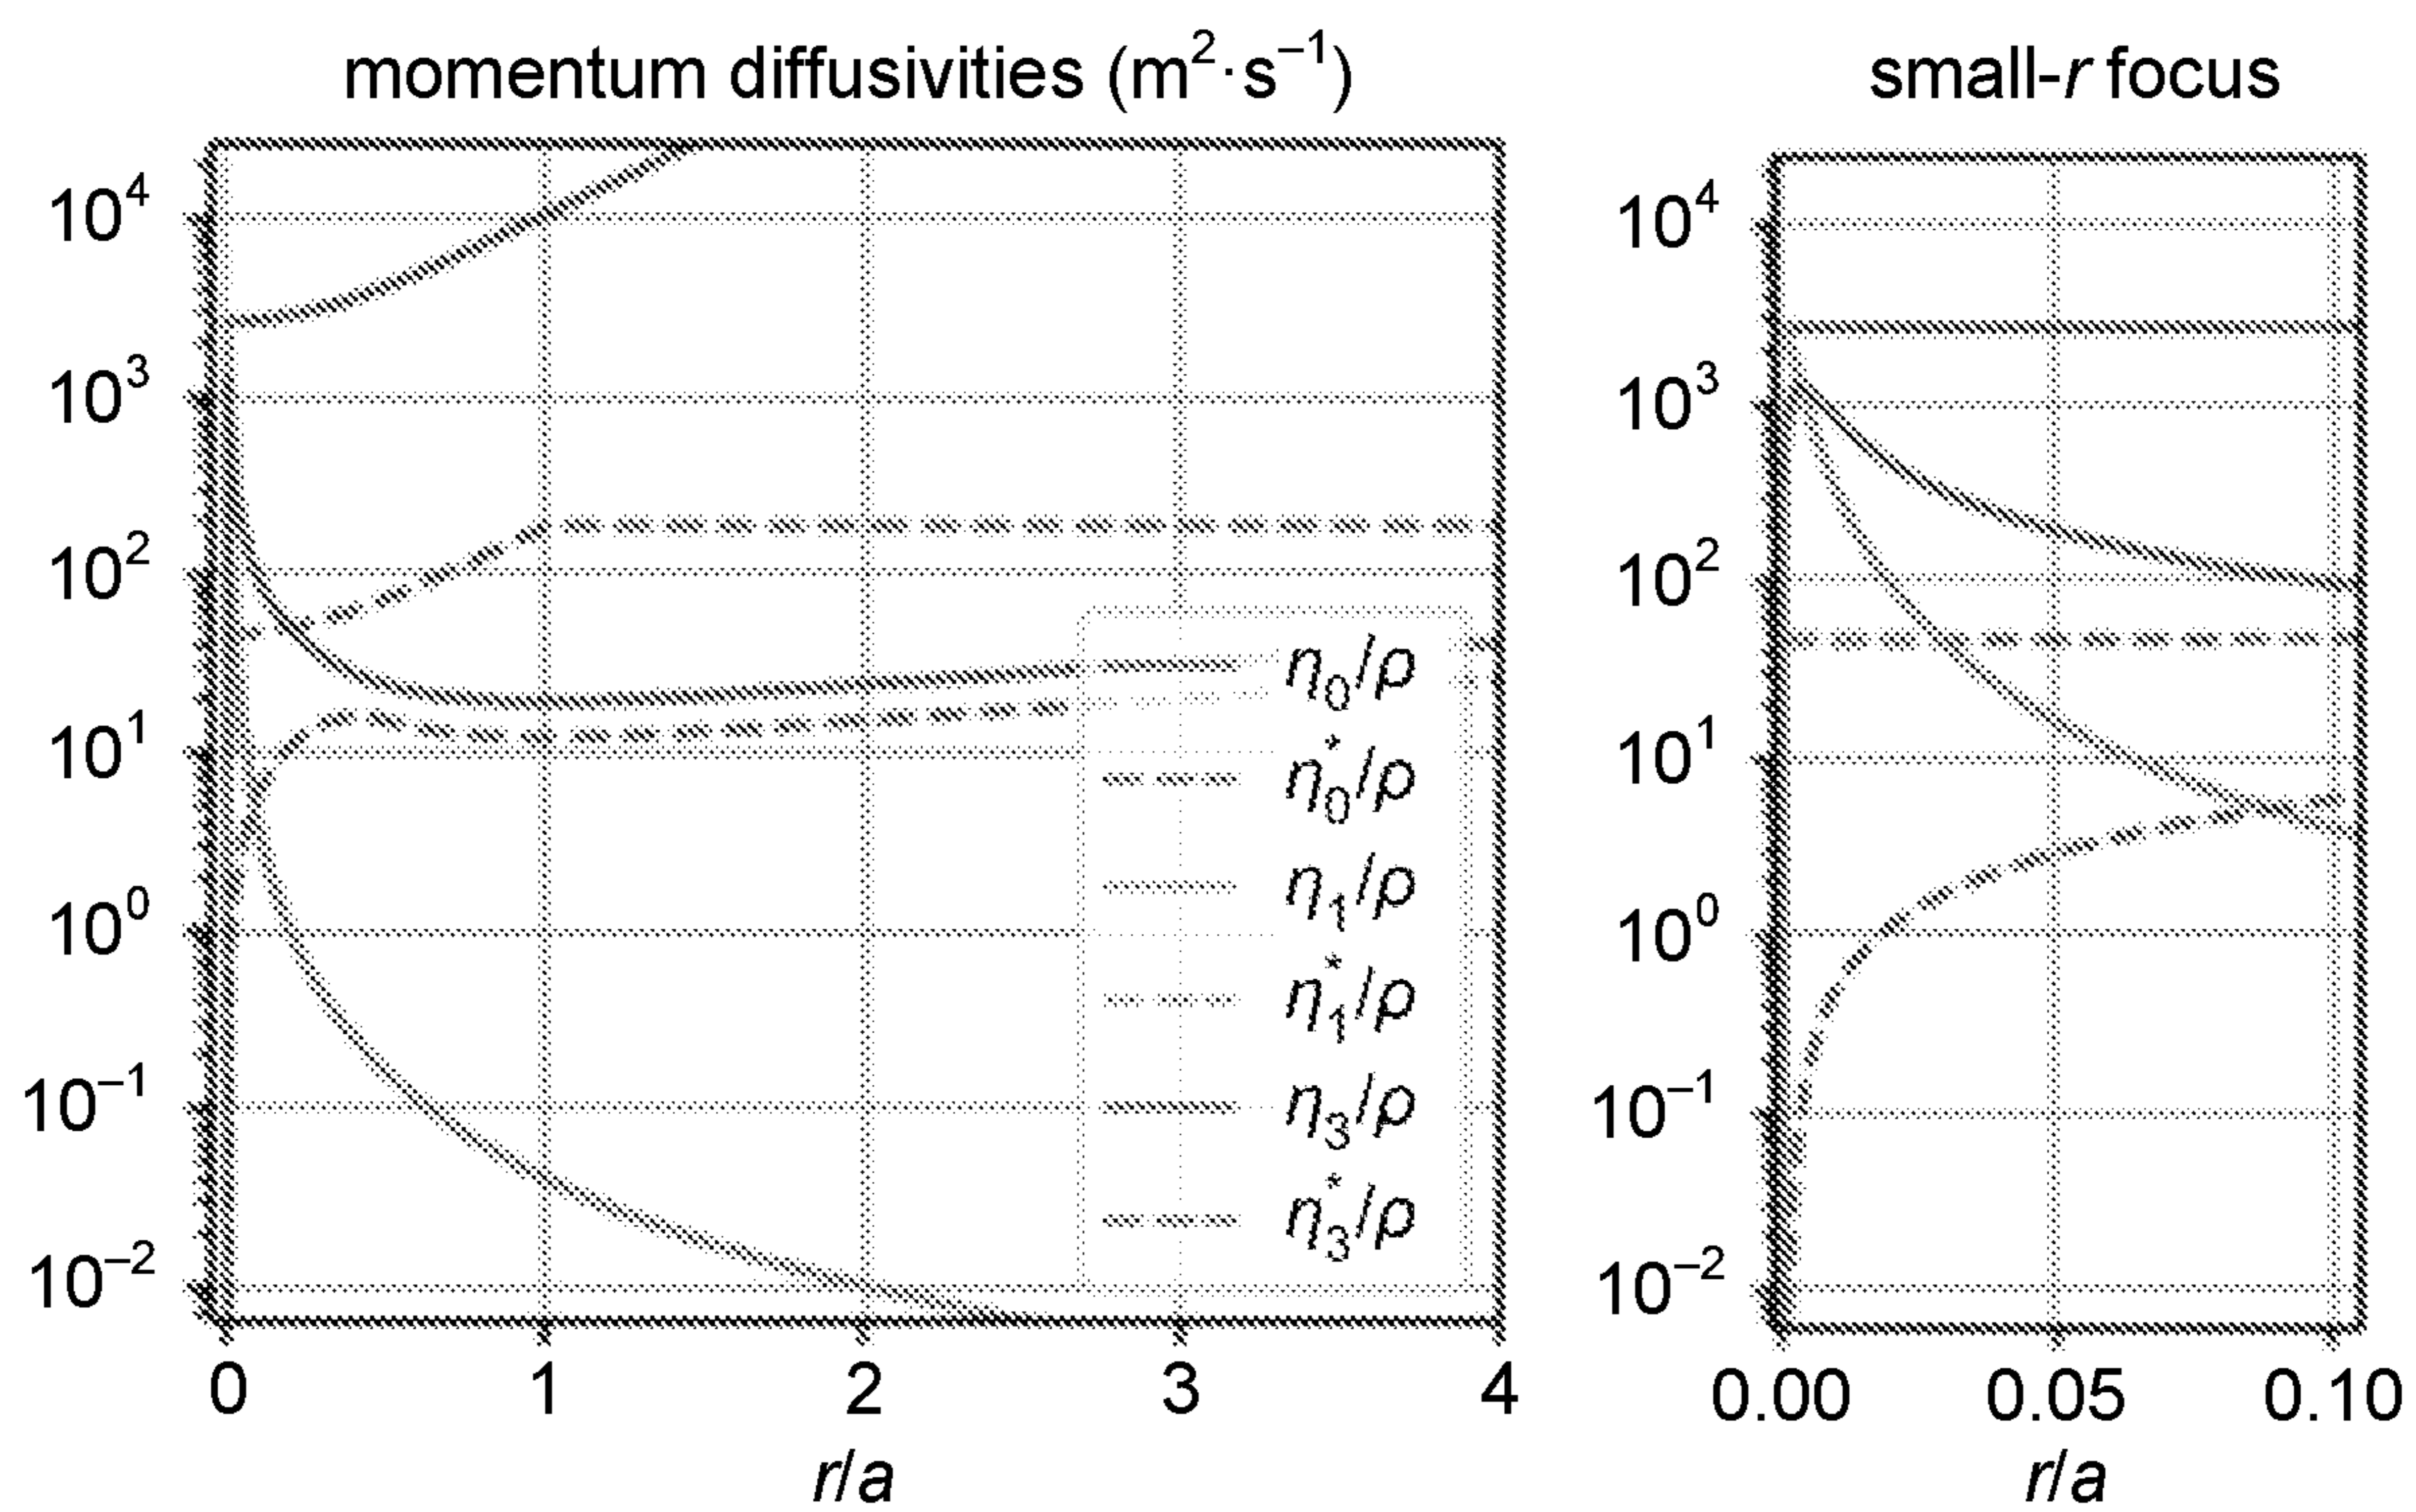 momentum diffusivities (m²·s⁻¹)
10⁴
10³
10²
10¹
10⁰
10⁻¹
10⁻²
0 1 2 3 4
r/a
η₀/ρ
η₀*/ρ
η₁/ρ
η₁*/ρ
η₃/ρ
η₃*/ρ
small-r focus
10⁴
10³
10²
10¹
10⁰
10⁻¹
10⁻²
0.00 0.05 0.10
r/a